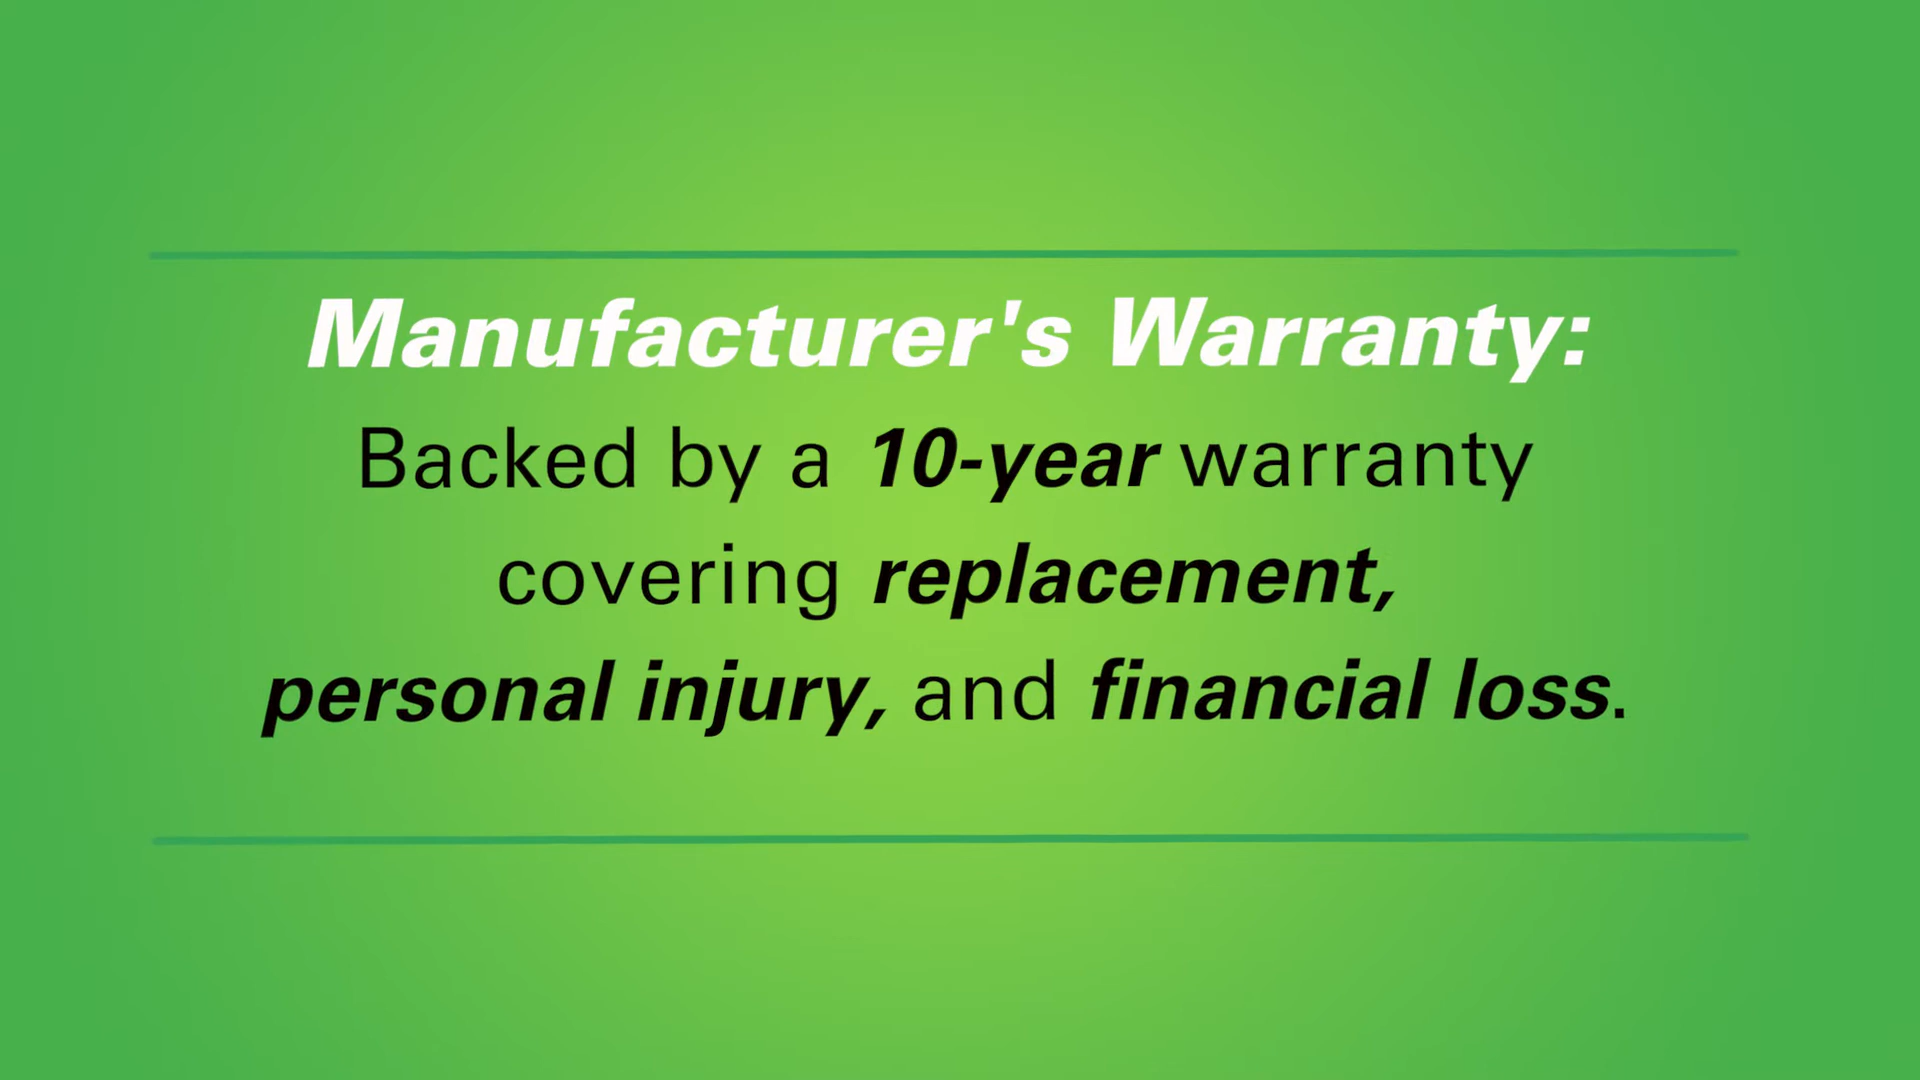 Manufacturer's Warranty:
Backed by a 10-year warranty
covering replacement,
personal injury, and financial loss.